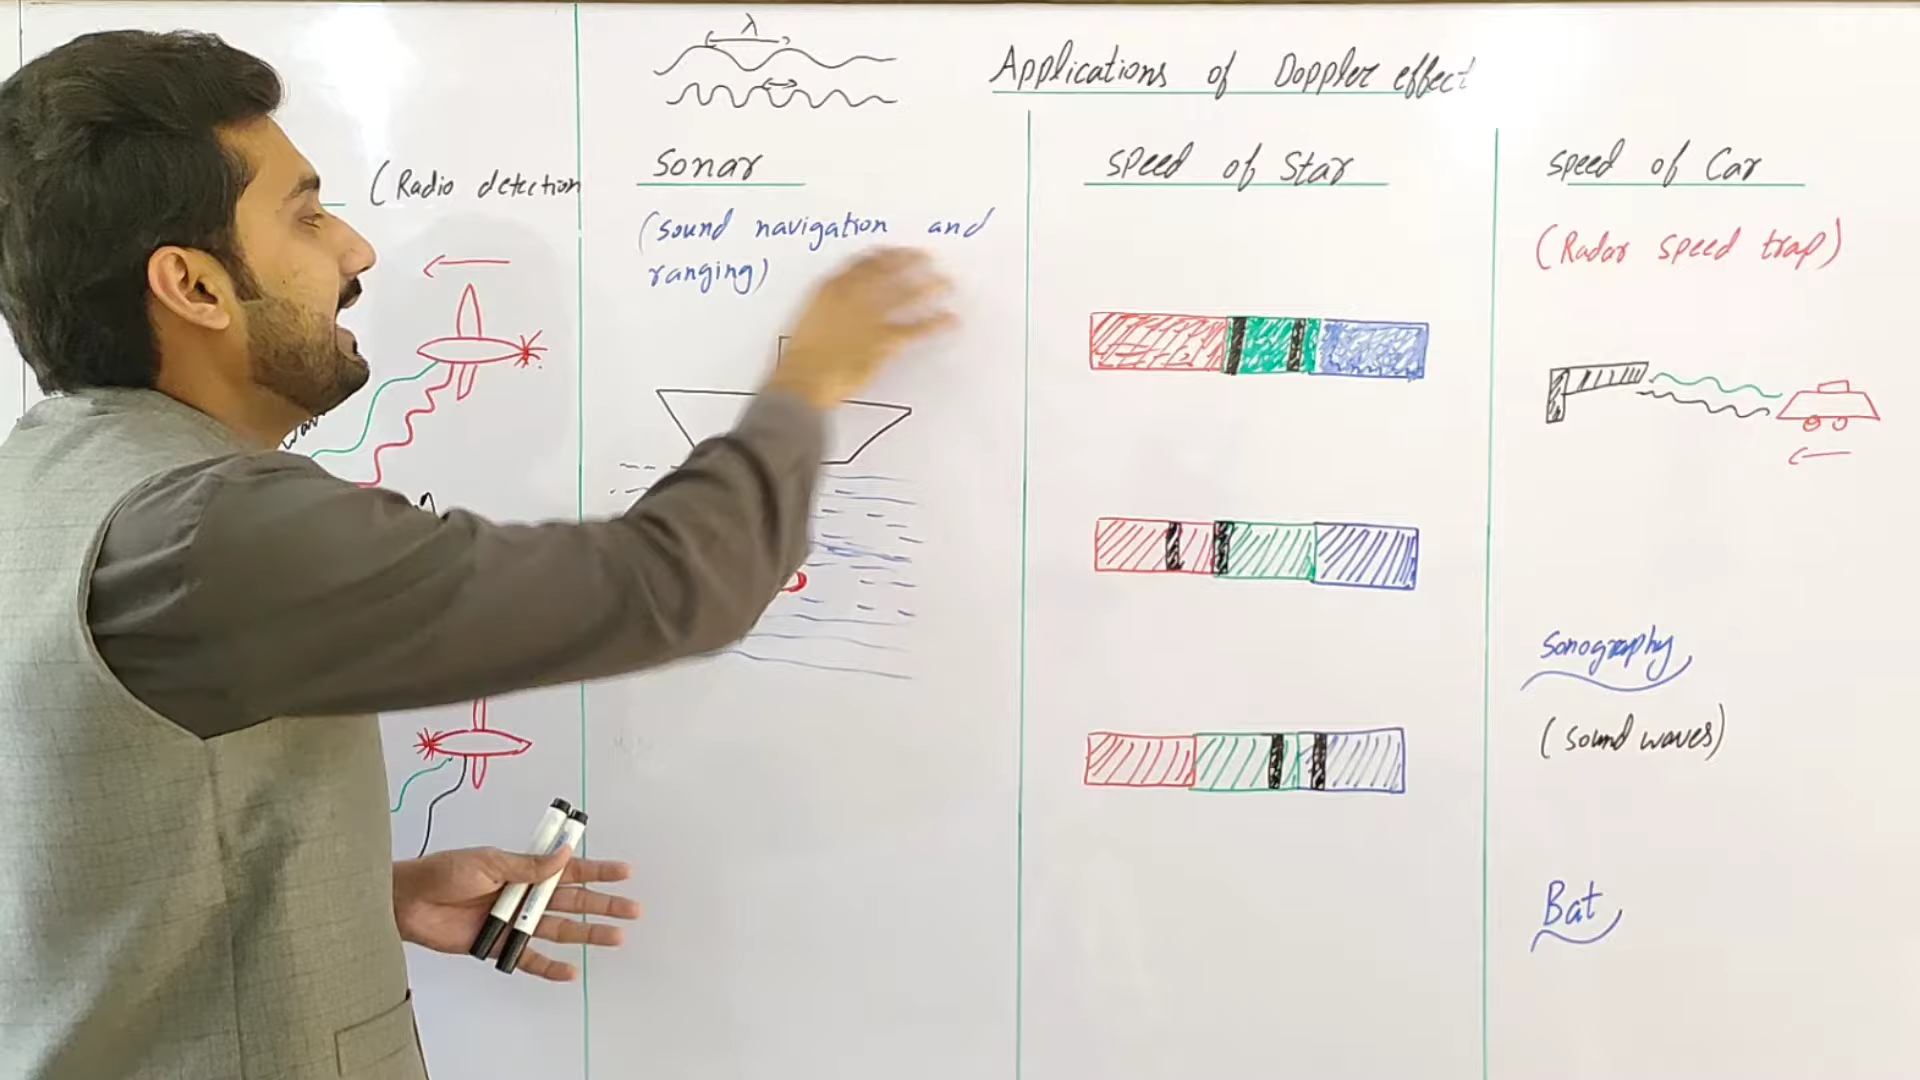 λ
Applications of Doppler effect
(Radio detection
Sonar
(sound navigation and
ranging)
Speed of Star
Speed of Car
(Radar speed trap)
Sonography
(sound waves)
Bat